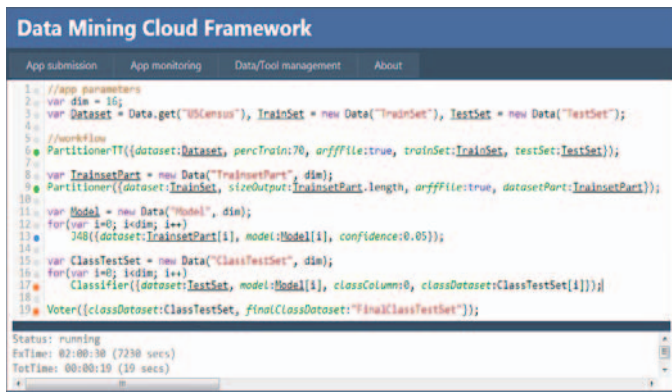 Data Mining Cloud Framework
App submission App monitoring Data/Tool management About
1 //app parameters
2 var dim = 16;
3 var Dataset = Data.get("USCensus"), TrainSet = new Data("TrainSet"), TestSet = new Data("TestSet");
4
5 //workflow
6 PartitionerTT({dataset:Dataset, percTrain:70, arffFile:true, trainSet:TrainSet, testSet:TestSet});
7
8 var TrainsetPart = new Data("TrainsetPart", dim);
9 Partitioner({dataset:TrainSet, sizeOutput:TrainsetPart.length, arffFile:true, datasetPart:TrainsetPart});
10
11 var Model = new Data("Model", dim);
12 for(var i=0; i<dim; i++)
13 J48({dataset:TrainsetPart[i], model:Model[i], confidence:0.05});
14
15 var ClassTestSet = new Data("ClassTestSet", dim);
16 for(var i=0; i<dim; i++)
17 Classifier({dataset:TestSet, model:Model[i], classColumn:0, classDataset:ClassTestSet[i]});
18
19 Voter({classDataset:ClassTestSet, finalClassDataset:"FinalClassTestSet"});
Status: running
ExTime: 02:00:30 (7230 secs)
TotTime: 00:00:19 (19 secs)